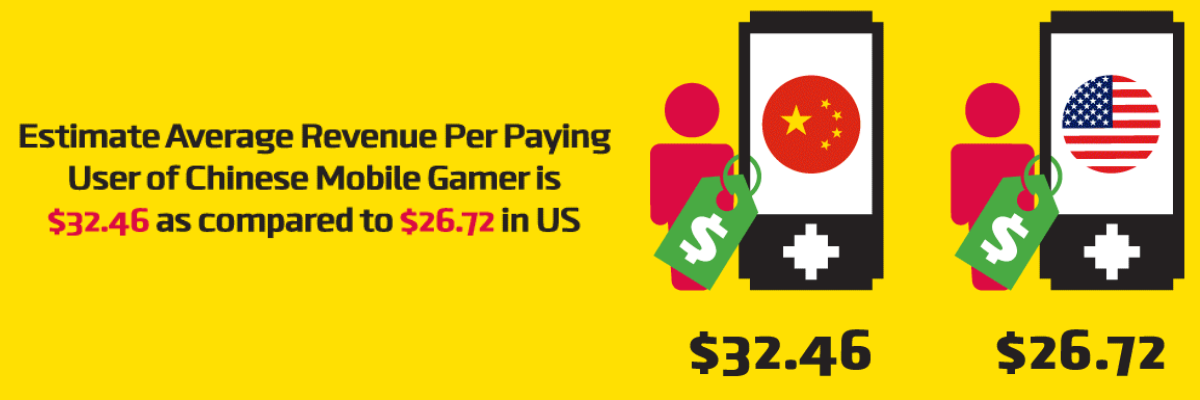 Estimate Average Revenue Per Paying
User of Chinese Mobile Gamer is
$32.46 as compared to $26.72 in US
$
$
$32.46
$26.72